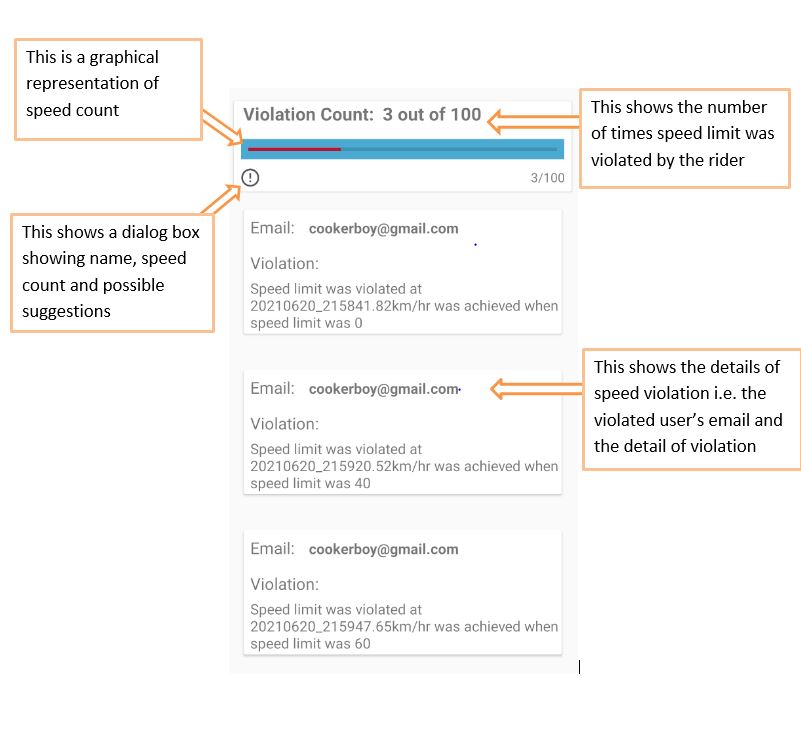 This is a graphical
representation of
speed count
Violation Count:  3 out of 100
This shows the number
of times speed limit was
violated by the rider
3/100
This shows a dialog box
showing name, speed
count and possible
suggestions
Email: cookerboy@gmail.com
Violation:
Speed limit was violated at
20210620_215841.82km/hr was achieved when
speed limit was 0
Email: cookerboy@gmail.com
Violation:
Speed limit was violated at
20210620_215920.52km/hr was achieved when
speed limit was 40
This shows the details of
speed violation i.e. the
violated user’s email and
the detail of violation
Email: cookerboy@gmail.com
Violation:
Speed limit was violated at
20210620_215947.65km/hr was achieved when
speed limit was 60